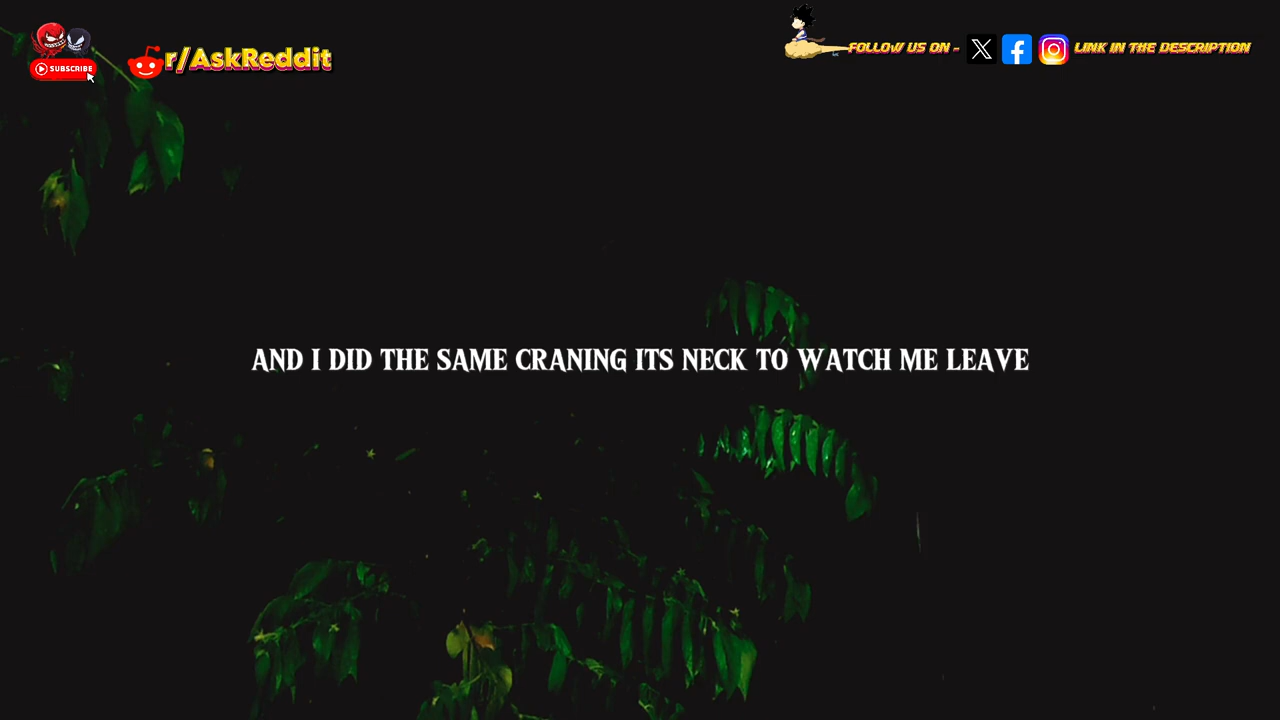 SUBSCRIBE
r/AskReddit
FOLLOW US ON -
LINK IN THE DESCRIPTION
AND I DID THE SAME CRANING ITS NECK TO WATCH ME LEAVE